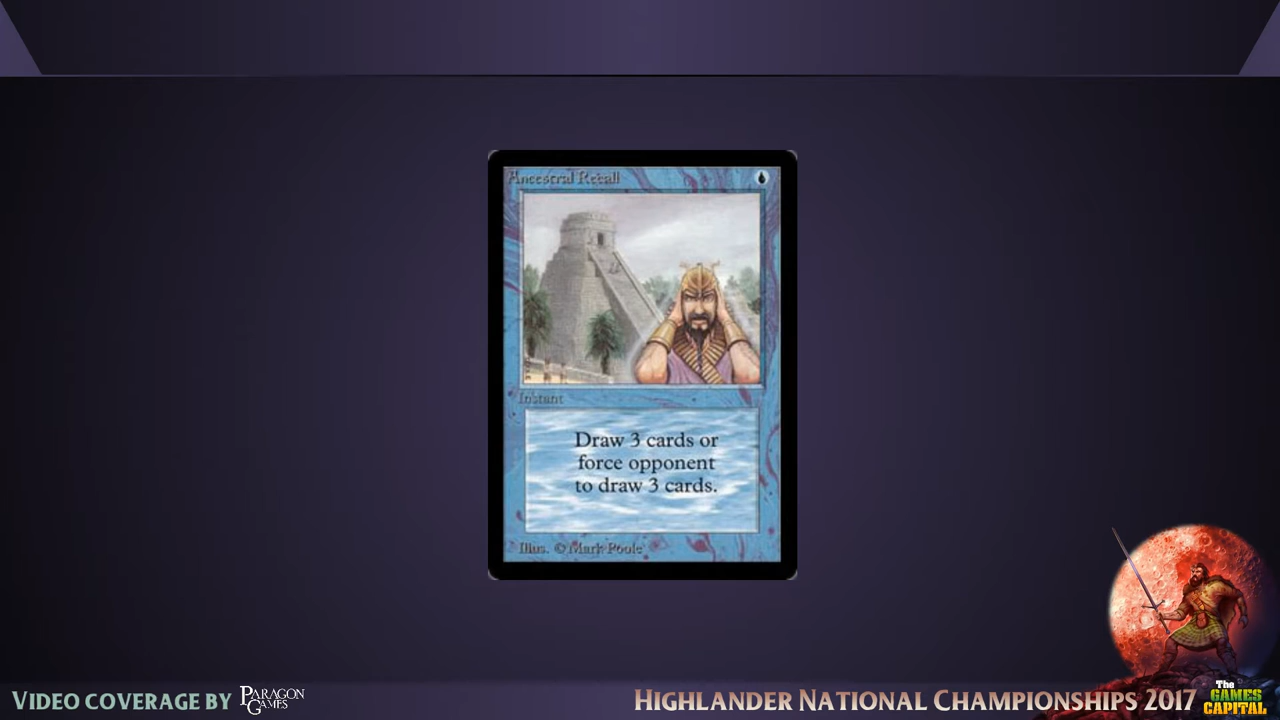 Ancestral Recall
Instant
Draw 3 cards or
force opponent
to draw 3 cards.
Illus. © Mark Poole
VIDEO COVERAGE BY PARAGON GAMES
HIGHLANDER NATIONAL CHAMPIONSHIPS 2017
The
GAMES
CAPITAL